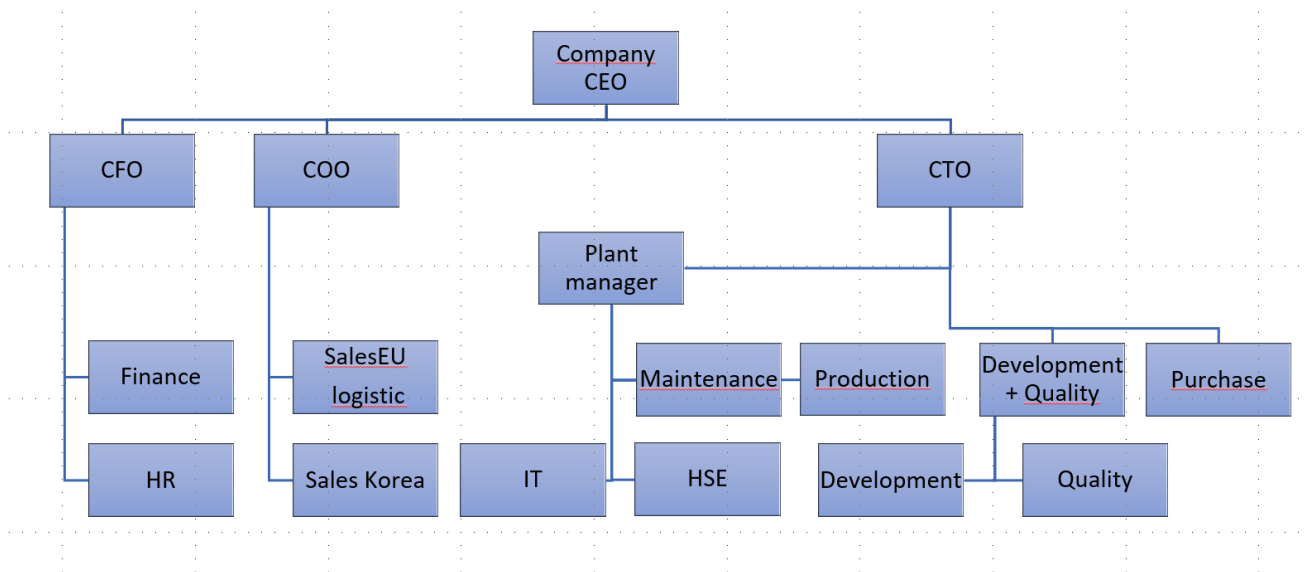 Company
CEO
CFO
COO
CTO
Plant
manager
Finance
SalesEU
logistic
Maintenance
Production
Development
+ Quality
Purchase
HR
Sales Korea
IT
HSE
Development
Quality